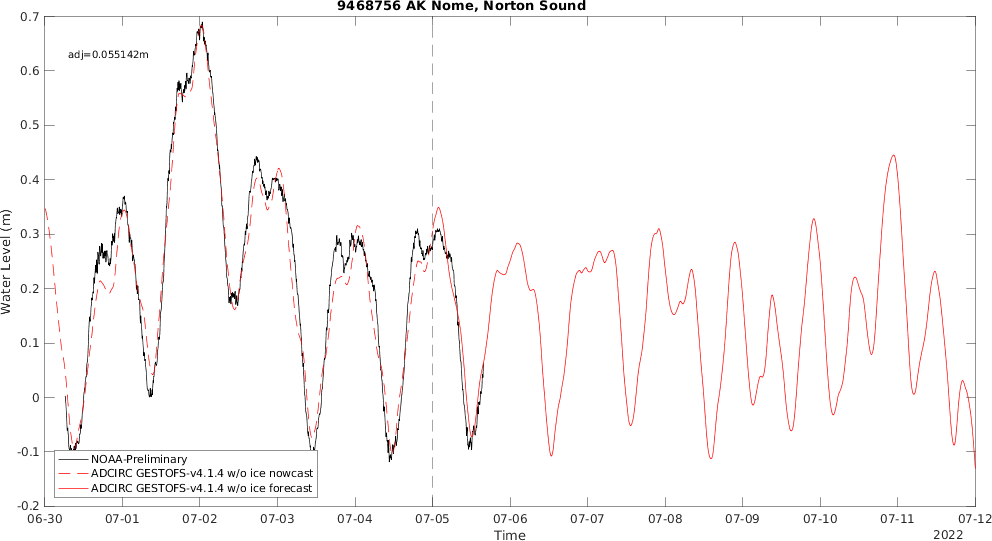 9468756 AK Nome, Norton Sound
0.7
adj=0.055142m
0.6
0.5
0.4
0.3
0.2
0.1
0
-0.1
-0.2
Water Level (m)
NOAA-Preliminary
ADCIRC GESTOFS-v4.1.4 w/o ice nowcast
ADCIRC GESTOFS-v4.1.4 w/o ice forecast
06-30 07-01 07-02 07-03 07-04 07-05 07-06 07-07 07-08 07-09 07-10 07-11 07-12
Time
2022